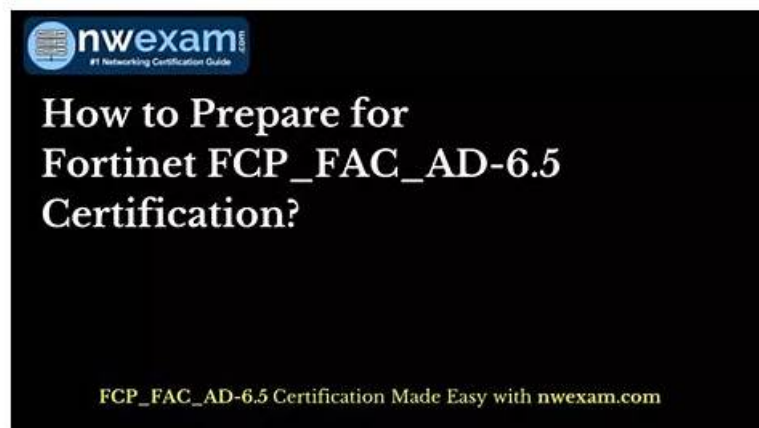 nwexam.com
#1 Networking Certification Guide
How to Prepare for
Fortinet FCP_FAC_AD-6.5
Certification?
FCP_FAC_AD-6.5 Certification Made Easy with nwexam.com